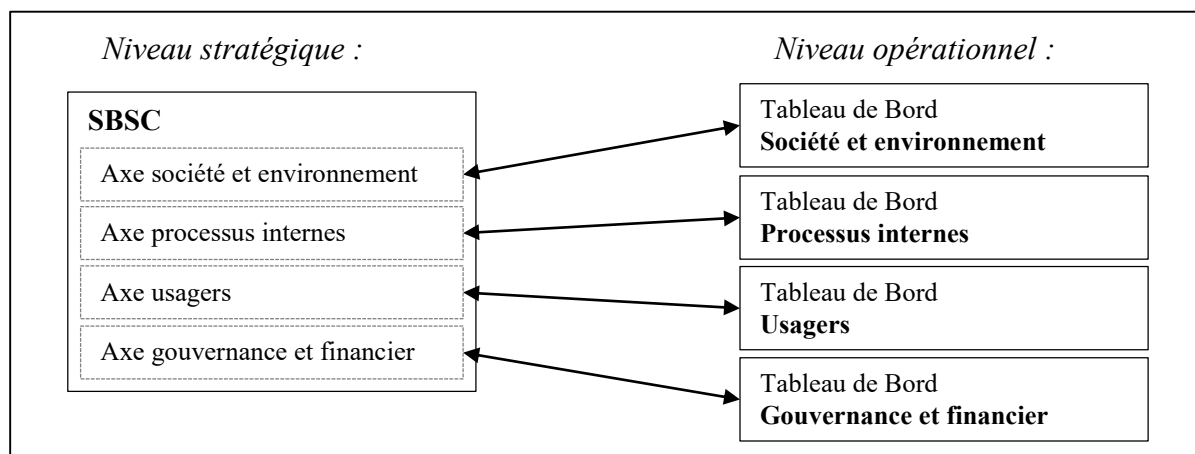 Niveau stratégique :
Niveau opérationnel :
SBSC
Axe société et environnement
Axe processus internes
Axe usagers
Axe gouvernance et financier
Tableau de Bord
Société et environnement
Tableau de Bord
Processus internes
Tableau de Bord
Usagers
Tableau de Bord
Gouvernance et financier